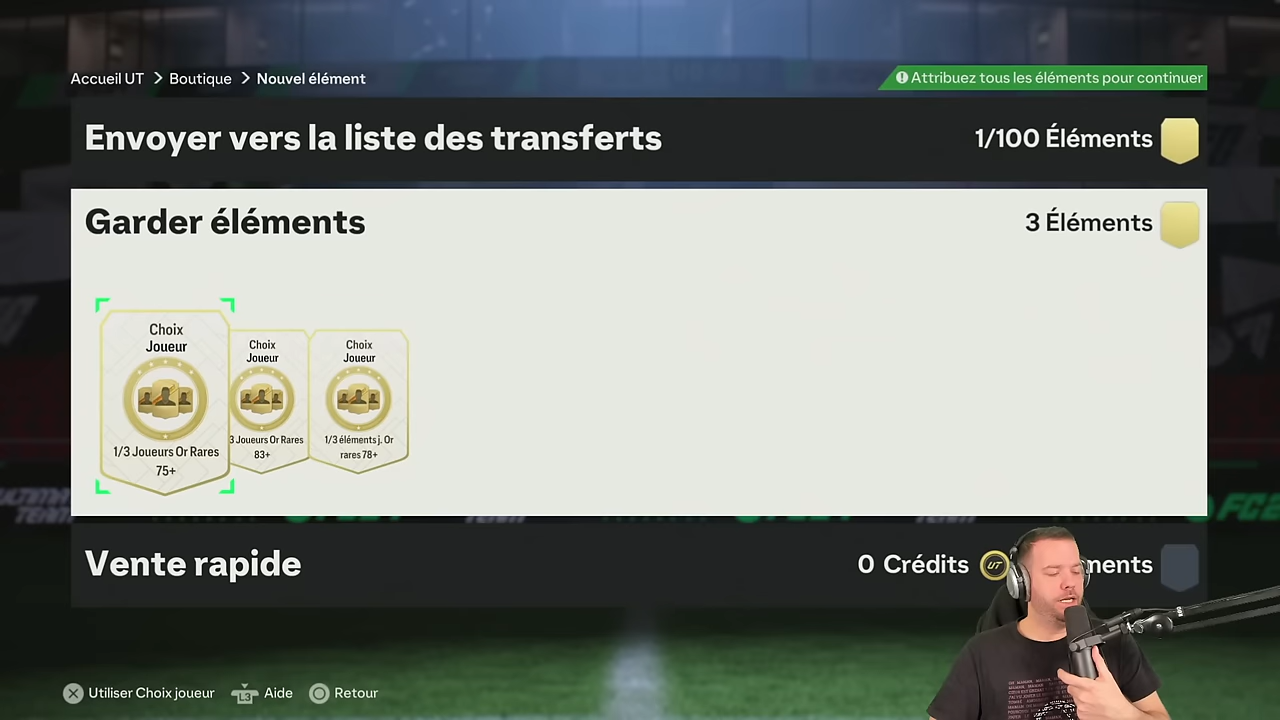 Accueil UT > Boutique > Nouvel élément
Attribuez tous les éléments pour continuer
Envoyer vers la liste des transferts
1/100 Éléments
Garder éléments
3 Éléments
Choix
Joueur
1/3 Joueurs Or Rares
75+
Choix
Joueur
3 Joueurs Or Rares
83+
Choix
Joueur
1/3 éléments j. Or
rares 78+
Vente rapide
0 Crédits
UT
Utiliser Choix joueur
L3
Aide
Retour